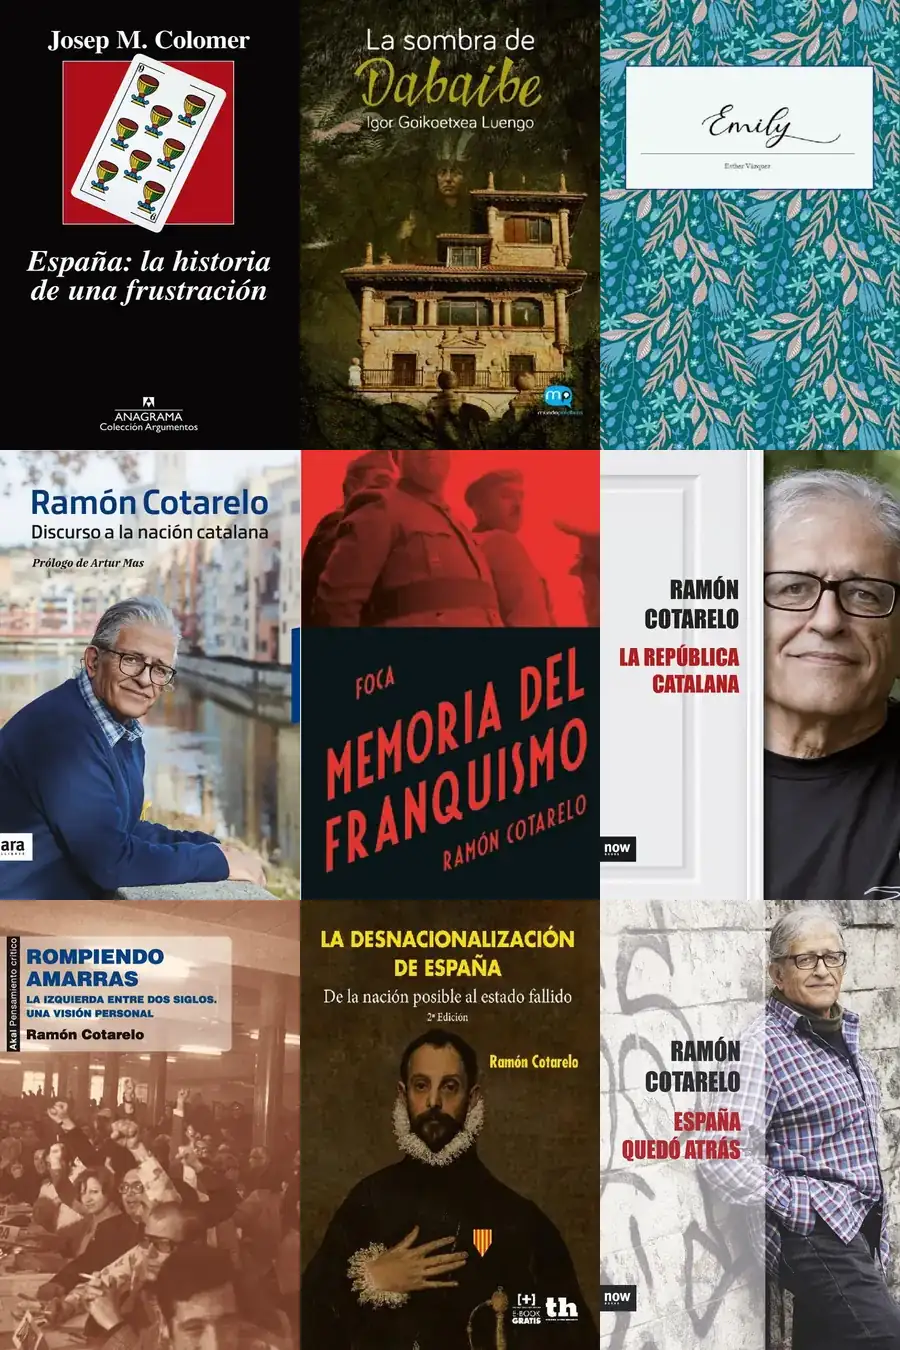 Josep M. Colomer
España: la historia
de una frustración
ANAGRAMA
Colección Argumentos
La sombra de
Dabaibe
Igor Goikoetxea Luengo
Emily
Esther Vázquez
Ramón Cotarelo
Discurso a la nación catalana
Prólogo de Artur Mas
ara
FOCA
MEMORIA DEL
FRANQUISMO
RAMÓN COTARELO
RAMÓN
COTARELO
LA REPÚBLICA
CATALANA
now
BOOKS
Akal Pensamiento crítico
ROMPIENDO
AMARRAS
LA IZQUIERDA ENTRE DOS SIGLOS.
UNA VISIÓN PERSONAL
Ramón Cotarelo
LA DESNACIONALIZACIÓN
DE ESPAÑA
De la nación posible al estado fallido
2ª Edición
Ramón Cotarelo
[+]
E-BOOK
GRATIS
th
RAMÓN
COTARELO
ESPAÑA
QUEDÓ ATRÁS
now
BOOKS